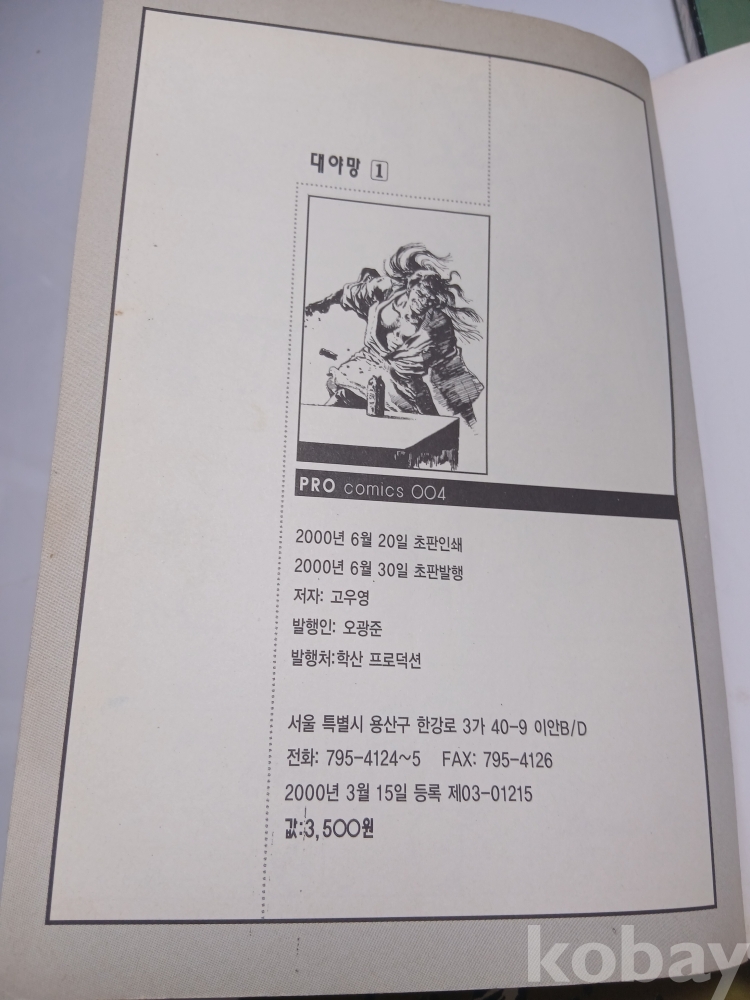 대야망 1
PRO comics 004
2000년 6월 20일 초판인쇄
2000년 6월 30일 초판발행
저자: 고우영
발행인: 오광준
발행처:학산 프로덕션
서울 특별시 용산구 한강로 3가 40-9 이안B/D
전화: 795-4124~5 FAX: 795-4126
2000년 3월 15일 등록 제03-01215
값:3,500원
kobay